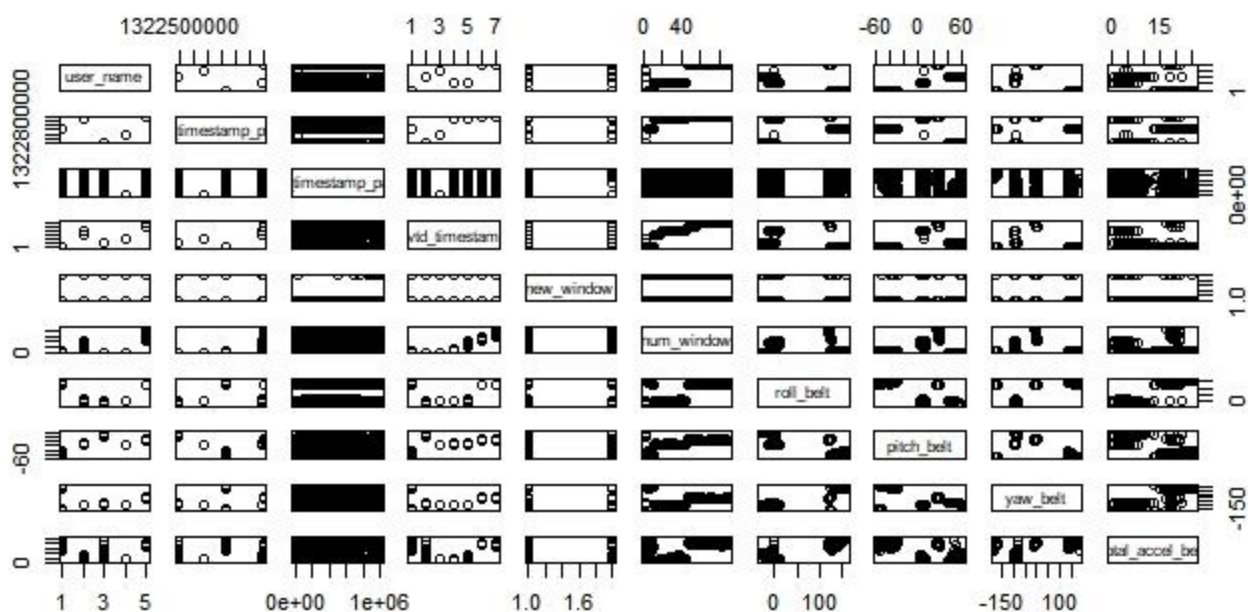 1322500000 1 3 5 7 0 40 -60 0 60 0 15
user_name 1
1322800000 timestamp_p
timestamp_p 0e+00
1 vtd_timestam
new_window 1.0
0 num_window
roll_belt 0
-60 pitch_belt
yaw_belt -150
0 otal_accel_be
1 3 5 0e+00 1e+06 1.0 1.6 0 100 -150 -100